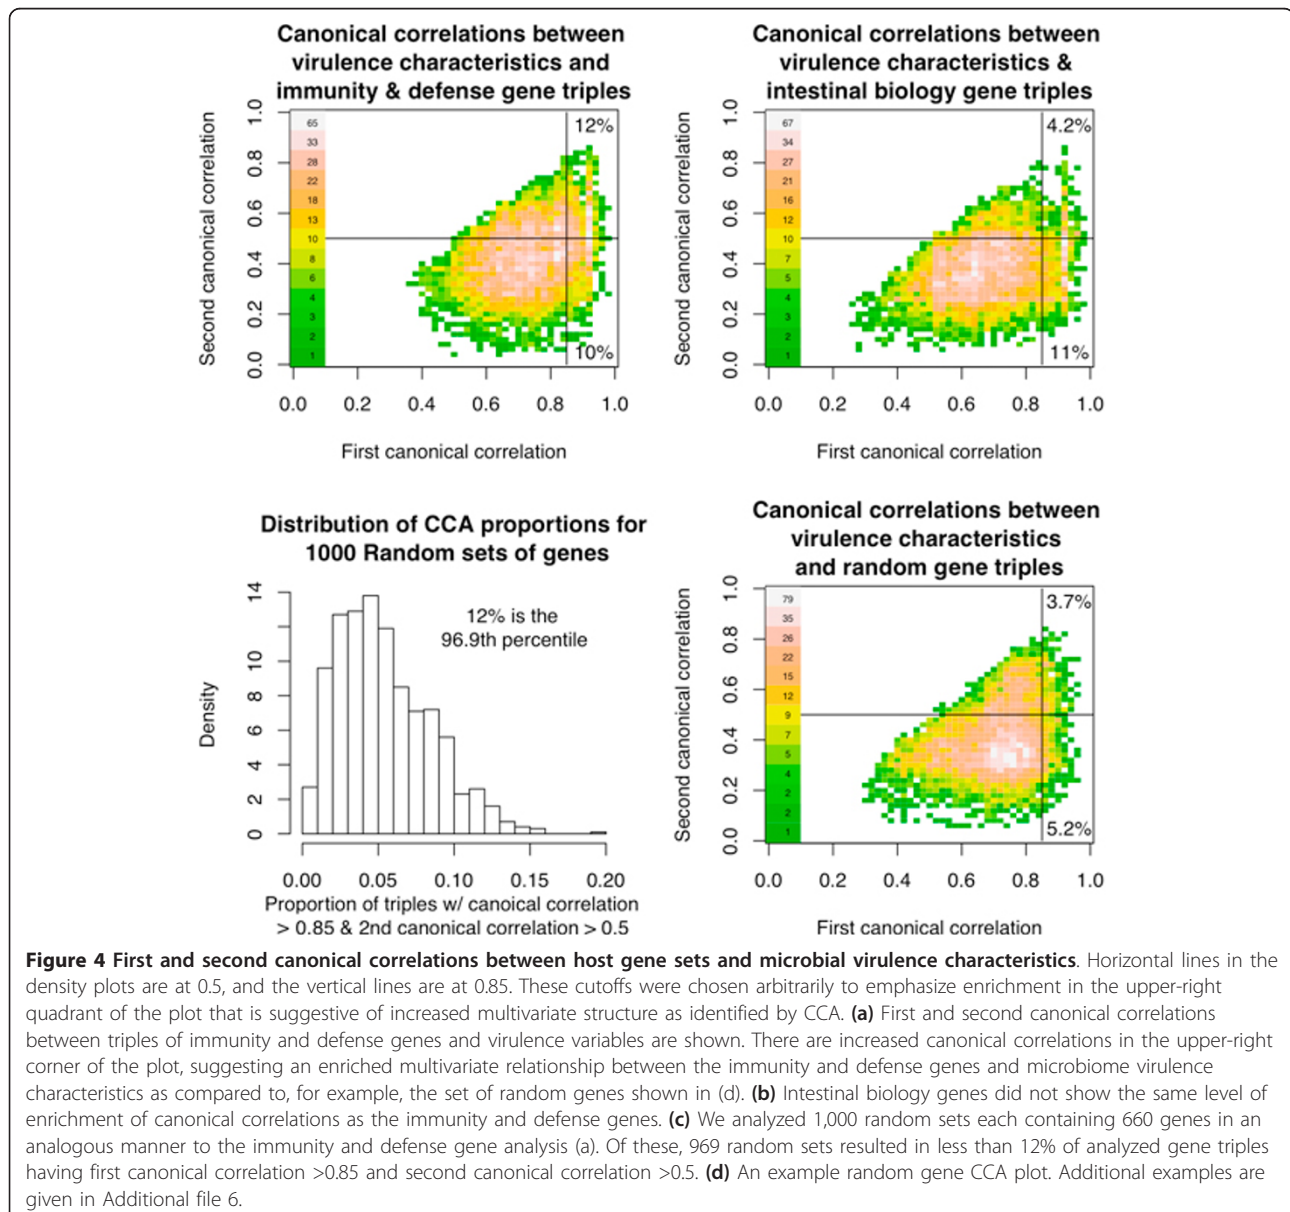 Canonical correlations between
virulence characteristics and
immunity & defense gene triples
Second canonical correlation
1.0
0.8
0.6
0.4
0.2
0.0
65
33
28
22
18
13
10
8
6
4
3
2
1
12%
10%
0.0 0.2 0.4 0.6 0.8 1.0
First canonical correlation
Canonical correlations between
virulence characteristics &
intestinal biology gene triples
Second canonical correlation
1.0
0.8
0.6
0.4
0.2
0.0
67
34
27
21
16
12
10
7
5
4
3
2
1
4.2%
11%
0.0 0.2 0.4 0.6 0.8 1.0
First canonical correlation
Distribution of CCA proportions for
1000 Random sets of genes
Density
14
10
8
6
4
2
0
12% is the
96.9th percentile
0.00 0.05 0.10 0.15 0.20
Proportion of triples w/ canoical correlation
> 0.85 & 2nd canonical correlation > 0.5
Canonical correlations between
virulence characteristics
and random gene triples
Second canonical correlation
1.0
0.8
0.6
0.4
0.2
0.0
79
35
26
22
15
12
9
7
5
4
2
2
1
3.7%
5.2%
0.0 0.2 0.4 0.6 0.8 1.0
First canonical correlation
Figure 4 First and second canonical correlations between host gene sets and microbial virulence characteristics. Horizontal lines in the
density plots are at 0.5, and the vertical lines are at 0.85. These cutoffs were chosen arbitrarily to emphasize enrichment in the upper-right
quadrant of the plot that is suggestive of increased multivariate structure as identified by CCA. (a) First and second canonical correlations
between triples of immunity and defense genes and virulence variables are shown. There are increased canonical correlations in the upper-right
corner of the plot, suggesting an enriched multivariate relationship between the immunity and defense genes and microbiome virulence
characteristics as compared to, for example, the set of random genes shown in (d). (b) Intestinal biology genes did not show the same level of
enrichment of canonical correlations as the immunity and defense genes. (c) We analyzed 1,000 random sets each containing 660 genes in an
analogous manner to the immunity and defense gene analysis (a). Of these, 969 random sets resulted in less than 12% of analyzed gene triples
having first canonical correlation >0.85 and second canonical correlation >0.5. (d) An example random gene CCA plot. Additional examples are
given in Additional file 6.